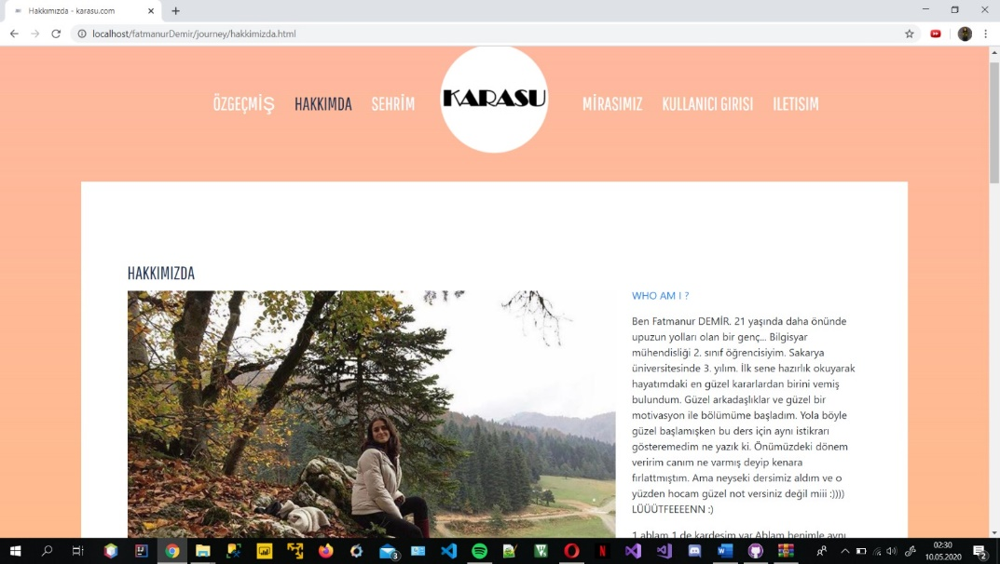 Hakkımızda - karasu.com
localhost/fatmanurDemir/journey/hakkimizda.html
ÖZGEÇMİŞ HAKKIMDA SEHRİM KARASU MİRASIMIZ KULLANICI GIRISI ILETISIM
HAKKIMIZDA
WHO AM I ?
Ben Fatmanur DEMİR. 21 yaşında daha önünde
upuzun yolları olan bir genç... Bilgisyar
mühendisliği 2. sınıf öğrencisiyim. Sakarya
üniversitesinde 3. yılım. İlk sene hazırlık okuyarak
hayatımdaki en güzel kararlardan birini vemiş
bulundum. Güzel arkadaşlıklar ve güzel bir
motivasyon ile bölümüme başladım. Yola böyle
güzel başlamışken bu ders için aynı istikrarı
gösteremedim ne yazık ki. Önümüzdeki dönem
veririm canım ne varmış deyip kenara
fırlattmıştım. Ama neyseki dersimiz aldım ve o
yüzden hocam güzel not versiniz değil miii :))))
LÜÜÜTFEEEENN :)
1 ablam 1 de kardeşim var Ablam benimle aynı
02:30
10.05.2020